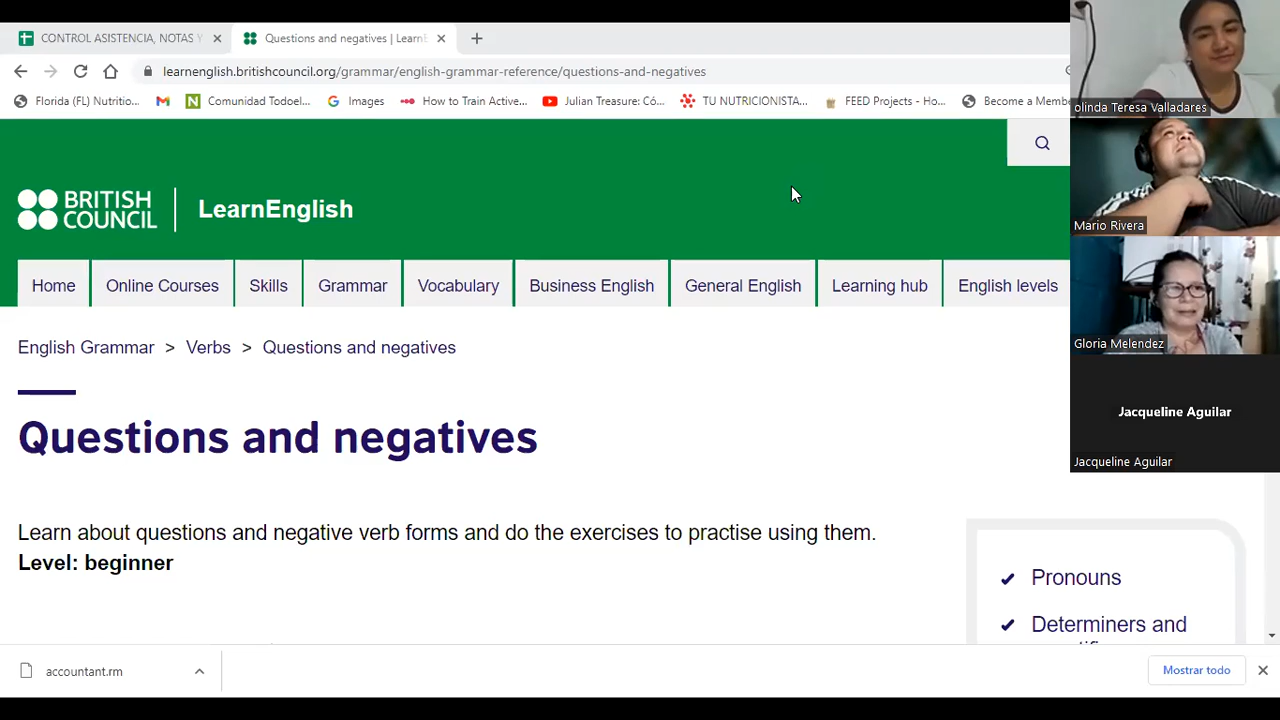 CONTROL ASISTENCIA, NOTAS Y
Questions and negatives | LearnE
learnenglish.britishcouncil.org/grammar/english-grammar-reference/questions-and-negatives
Florida (FL) Nutritio...
Comunidad Todoel...
Images
How to Train Active...
Julian Treasure: Có...
TU NUTRICIONISTA...
FEED Projects - Ho...
Become a Membe
BRITISH
COUNCIL
LearnEnglish
Home
Online Courses
Skills
Grammar
Vocabulary
Business English
General English
Learning hub
English levels
English Grammar > Verbs > Questions and negatives
Questions and negatives
Learn about questions and negative verb forms and do the exercises to practise using them.
Level: beginner
Pronouns
Determiners and
accountant.rm
Mostrar todo
olinda Teresa Valladares
Mario Rivera
Gloria Melendez
Jacqueline Aguilar
Jacqueline Aguilar